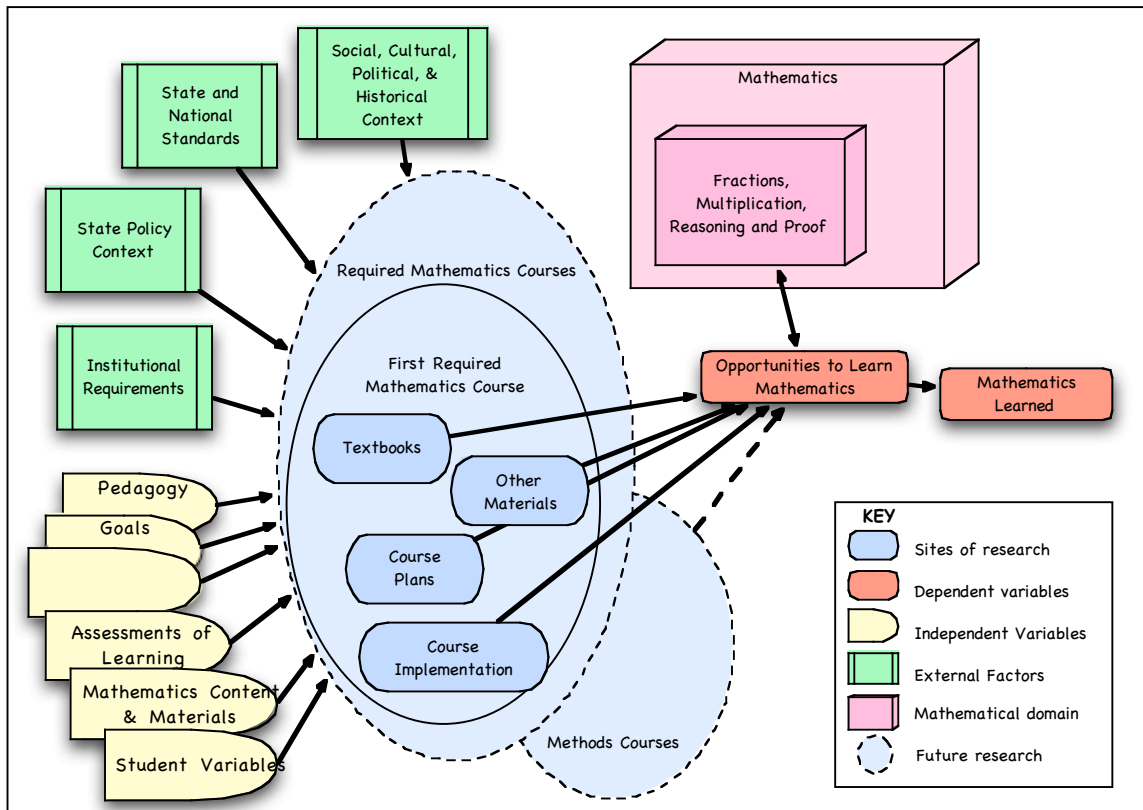 Social, Cultural,
Political, &
Historical
Context
State and
National
Standards
State Policy
Context
Institutional
Requirements
Mathematics
Fractions,
Multiplication,
Reasoning and Proof
Required Mathematics Courses
First Required
Mathematics Course
Textbooks
Other
Materials
Course
Plans
Course
Implementation
Methods Courses
Opportunities to Learn
Mathematics
Mathematics
Learned
Pedagogy
Goals
Assessments of
Learning
Mathematics Content
& Materials
Student Variables
KEY
Sites of research
Dependent variables
Independent Variables
External Factors
Mathematical domain
Future research